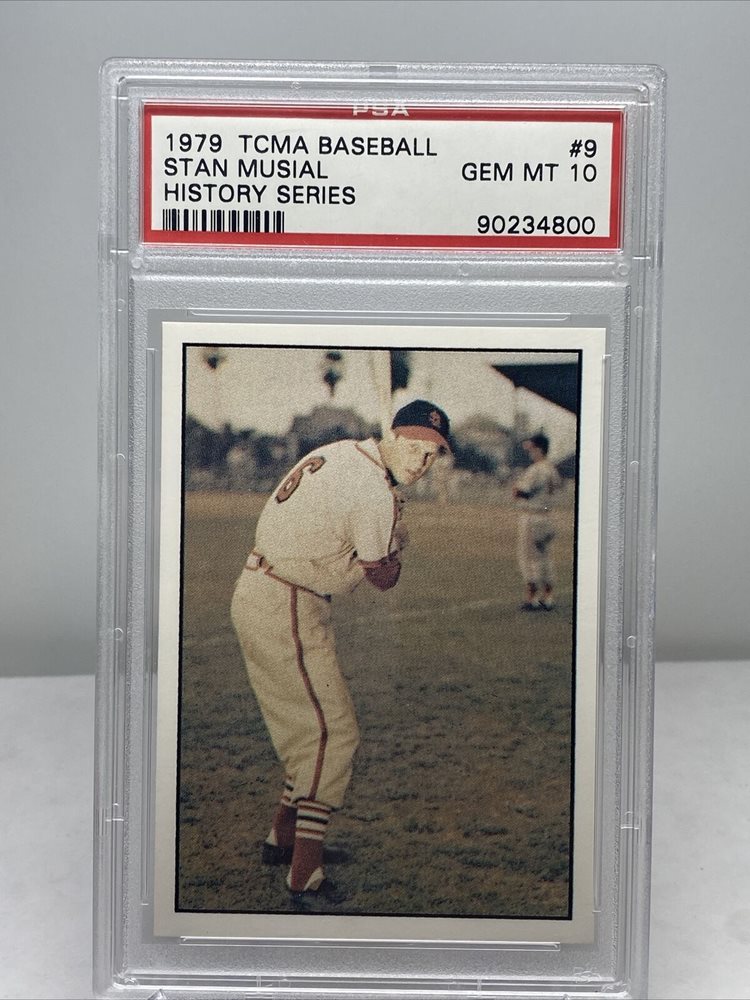 PSA
1979 TCMA BASEBALL #9
STAN MUSIAL GEM MT 10
HISTORY SERIES
90234800
6